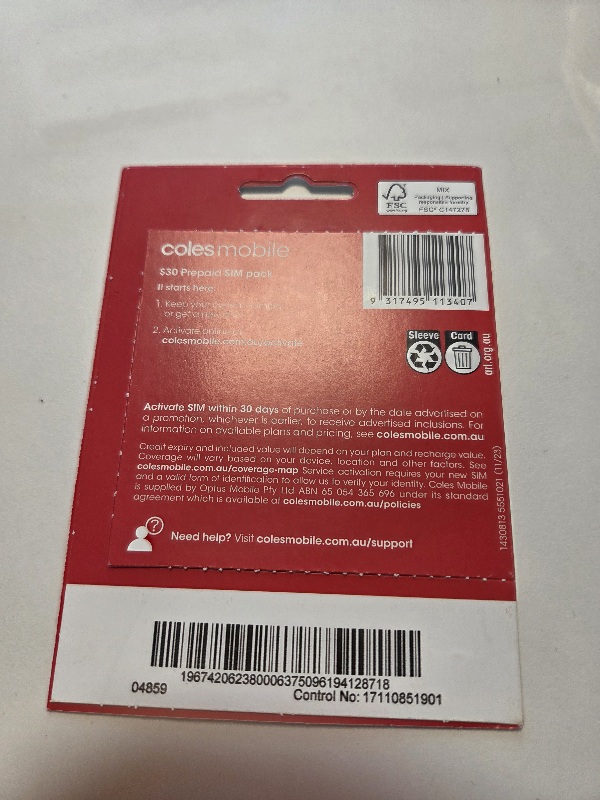 MIX
Packaging | Supporting
responsible forestry
FSC
FSC® C147275
coles mobile
$30 Prepaid SIM pack
It starts here:
1. Keep your
or get a
2. Activate online
colesmobile.com.au/activate
9 317495 113407
Sleeve Card
arl.org.au
Activate SIM within 30 days of purchase or by the date advertised on
a promotion, whichever is earlier, to receive advertised inclusions. For
information on available plans and pricing, see colesmobile.com.au
Credit expiry and included value will depend on your plan and recharge value.
Coverage will vary based on your device, location and other factors. See
colesmobile.com.au/coverage-map Service activation requires your new SIM
and a valid form of identification to allow us to verify your identity. Coles Mobile
is supplied by Optus Mobile Pty Ltd ABN 65 054 365 696 under its standard
agreement which is available at colesmobile.com.au/policies
1430813 5551021 (11/23)
?
Need help? Visit colesmobile.com.au/support
196742062380006375096194128718
04859
Control No: 17110851901